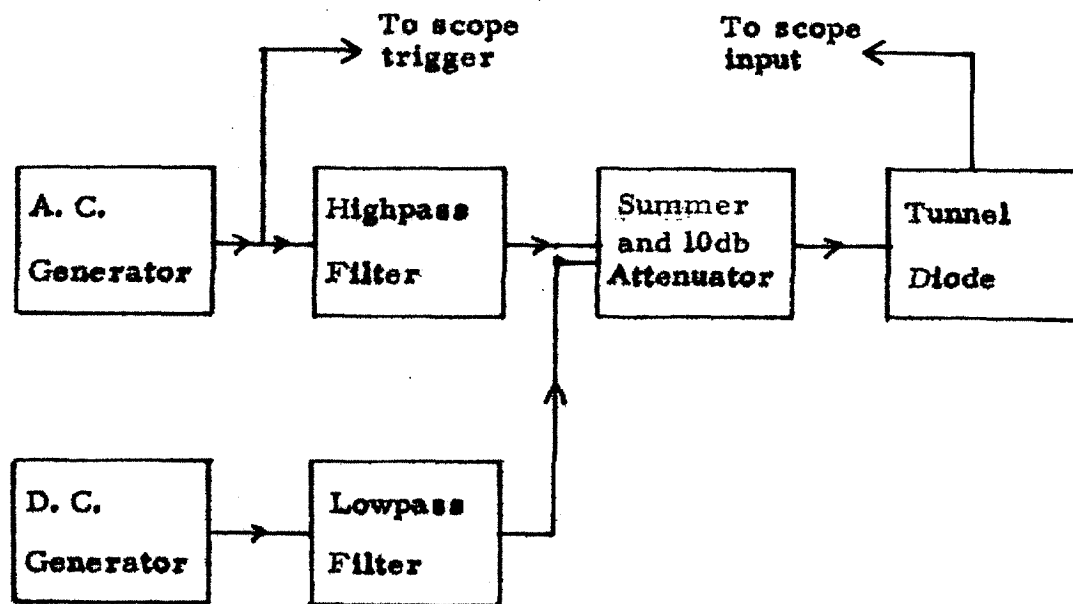 To scope
trigger
To scope
input
A. C.
Generator
Highpass
Filter
Summer
and 10db
Attenuator
Tunnel
Diode
D. C.
Generator
Lowpass
Filter